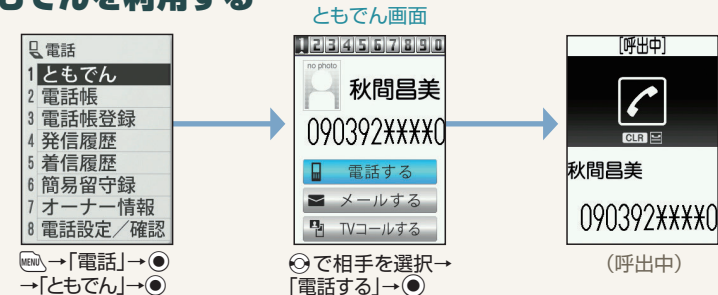 もでんを利用する
ともでん画面
電話
1 ともでん
2 電話帳
3 電話帳登録
4 発信履歴
5 着信履歴
6 簡易留守録
7 オーナー情報
8 電話設定／確認
MENU→「電話」→
→「ともでん」→
1 2 3 4 5 6 7 8 9 0
no photo
秋間昌美
090392XXXX0
電話する
メールする
TVコールする
で相手を選択→
「電話する」→
[呼出中]
CLR
秋間昌美
090392XXXX0
(呼出中)